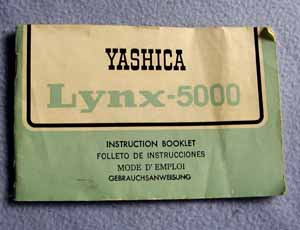 YASHICA
Lynx-5000
INSTRUCTION BOOKLET
FOLLETO DE INSTRUCCIONES
MODE D'EMPLOI
GEBRAUCHSANWEISUNG